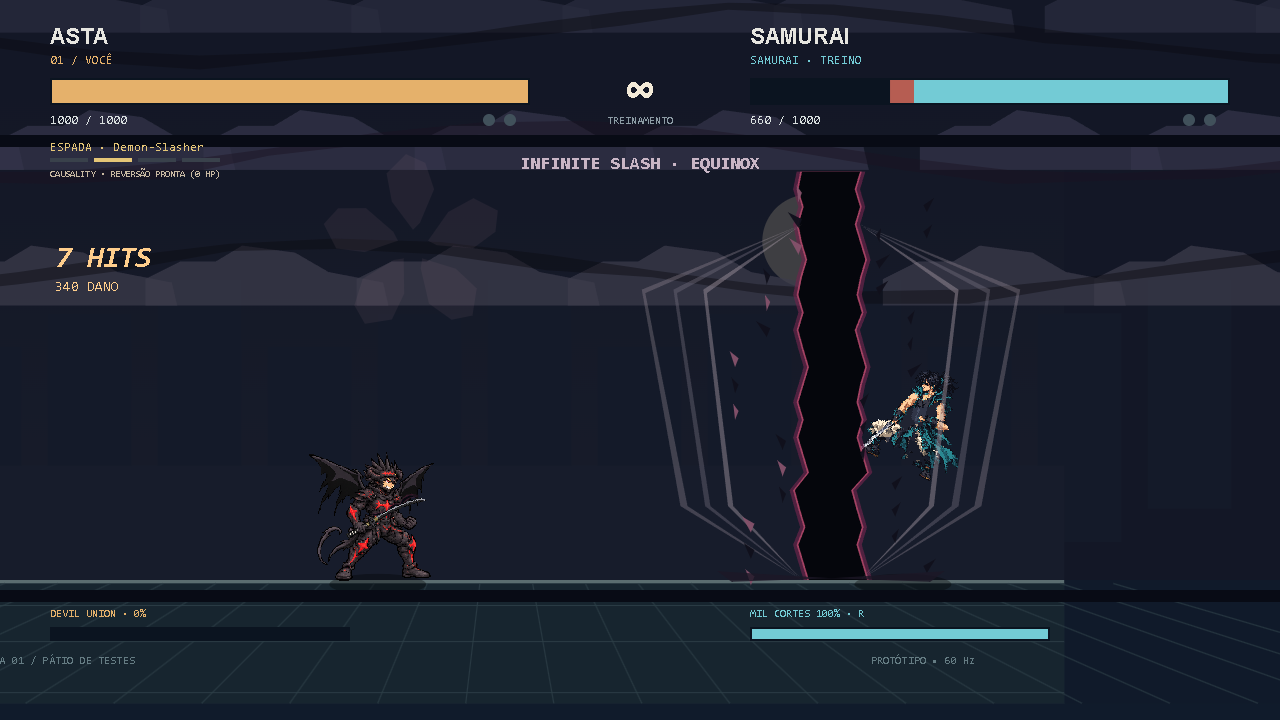 ASTA
01 / VOCÊ
1000 / 1000
∞
TREINAMENTO
SAMURAI
SAMURAI · TREINO
660 / 1000
ESPADA · Demon-Slasher
CAUSALITY · REVERSÃO PRONTA (0 HP)
INFINITE SLASH · EQUINOX
7 HITS
340 DANO
DEVIL UNION · 0%
MIL CORTES 100% · R
A 01 / PÁTIO DE TESTES
PROTÓTIPO • 60 Hz